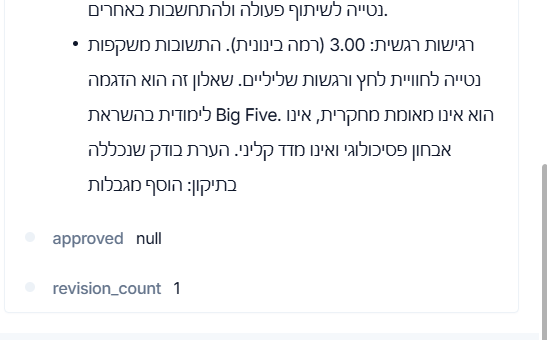 נטייה לשיתוף פעולה ולהתחשבות באחרים.
• רגישות רגשית: 3.00 (רמה בינונית). התשובות משקפות
נטייה לחוויית לחץ ורגשות שליליים. שאלון זה הוא הדגמה
לימודית בהשראת Big Five. הוא אינו מאומת מחקרית, אינו
אבחון פסיכולוגי ואינו מדד קליני. הערת בודק שנכללה
בתיקון: הוסף מגבלות
approved null
revision_count 1